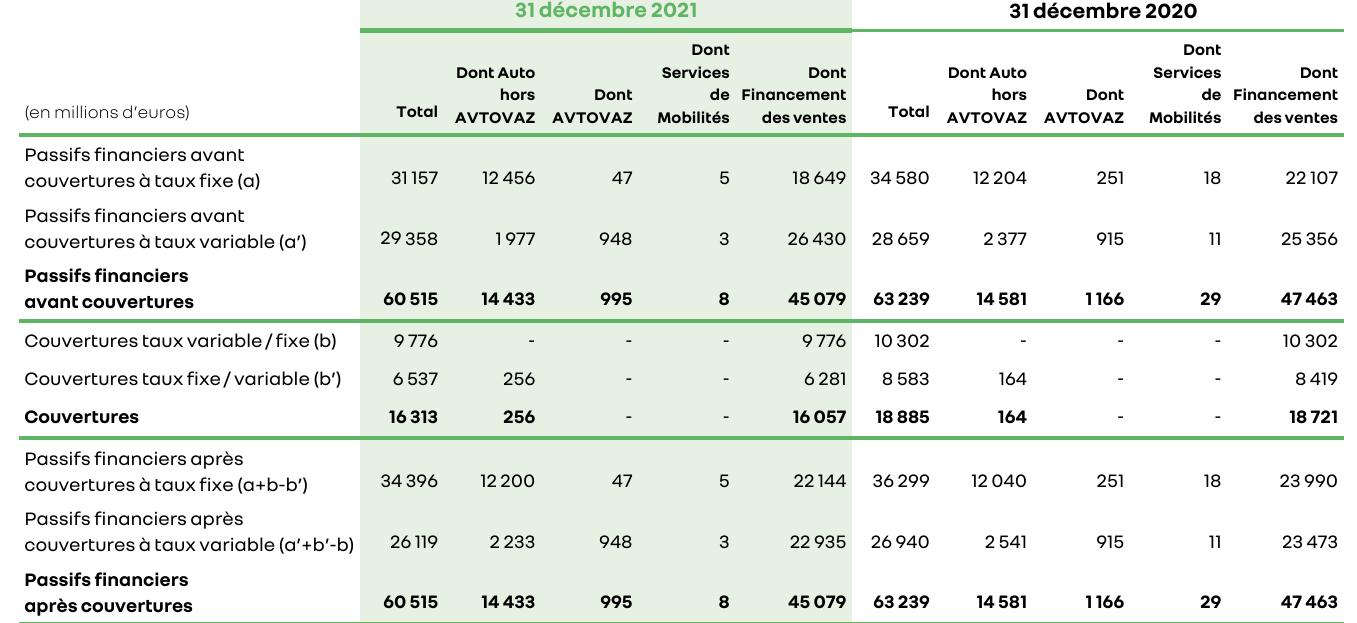 31 décembre 2021 31 décembre 2020
(en millions d’euros) Total Dont Auto hors AVTOVAZ Dont AVTOVAZ Dont Services de Mobilités Dont Financement des ventes Total Dont Auto hors AVTOVAZ Dont AVTOVAZ Dont Services de Mobilités Dont Financement des ventes
Passifs financiers avant
couvertures à taux fixe (a) 31 157 12 456 47 5 18 649 34 580 12 204 251 18 22 107
Passifs financiers avant
couvertures à taux variable (a’) 29 358 1 977 948 3 26 430 28 659 2 377 915 11 25 356
Passifs financiers
avant couvertures 60 515 14 433 995 8 45 079 63 239 14 581 1 166 29 47 463
Couvertures taux variable / fixe (b) 9 776 - - - 9 776 10 302 - - - 10 302
Couvertures taux fixe / variable (b’) 6 537 256 - - 6 281 8 583 164 - - 8 419
Couvertures 16 313 256 - - 16 057 18 885 164 - - 18 721
Passifs financiers après
couvertures à taux fixe (a+b-b’) 34 396 12 200 47 5 22 144 36 299 12 040 251 18 23 990
Passifs financiers après
couvertures à taux variable (a’+b’-b) 26 119 2 233 948 3 22 935 26 940 2 541 915 11 23 473
Passifs financiers
après couvertures 60 515 14 433 995 8 45 079 63 239 14 581 1 166 29 47 463